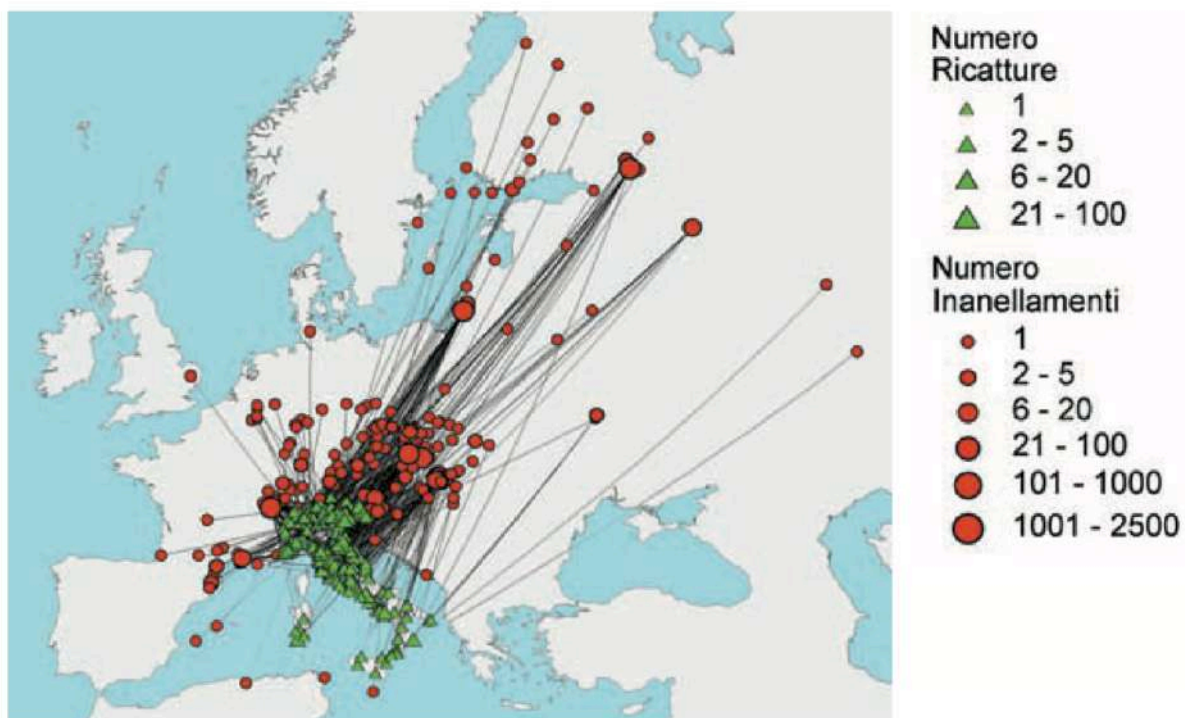 Numero
Ricatture
1
2 - 5
6 - 20
21 - 100
Numero
Inanellamenti
1
2 - 5
6 - 20
21 - 100
101 - 1000
1001 - 2500